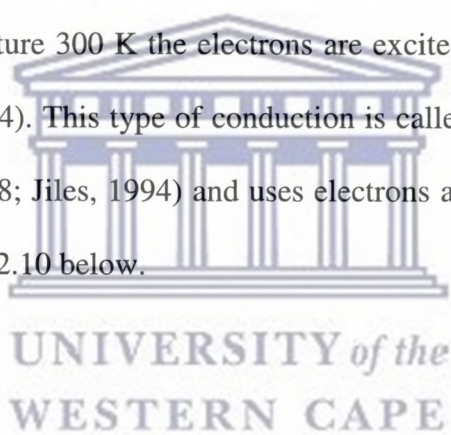 ture 300 K the electrons are excite
4). This type of conduction is calle
8; Jiles, 1994) and uses electrons a
2.10 below.
UNIVERSITY of the
WESTERN CAPE